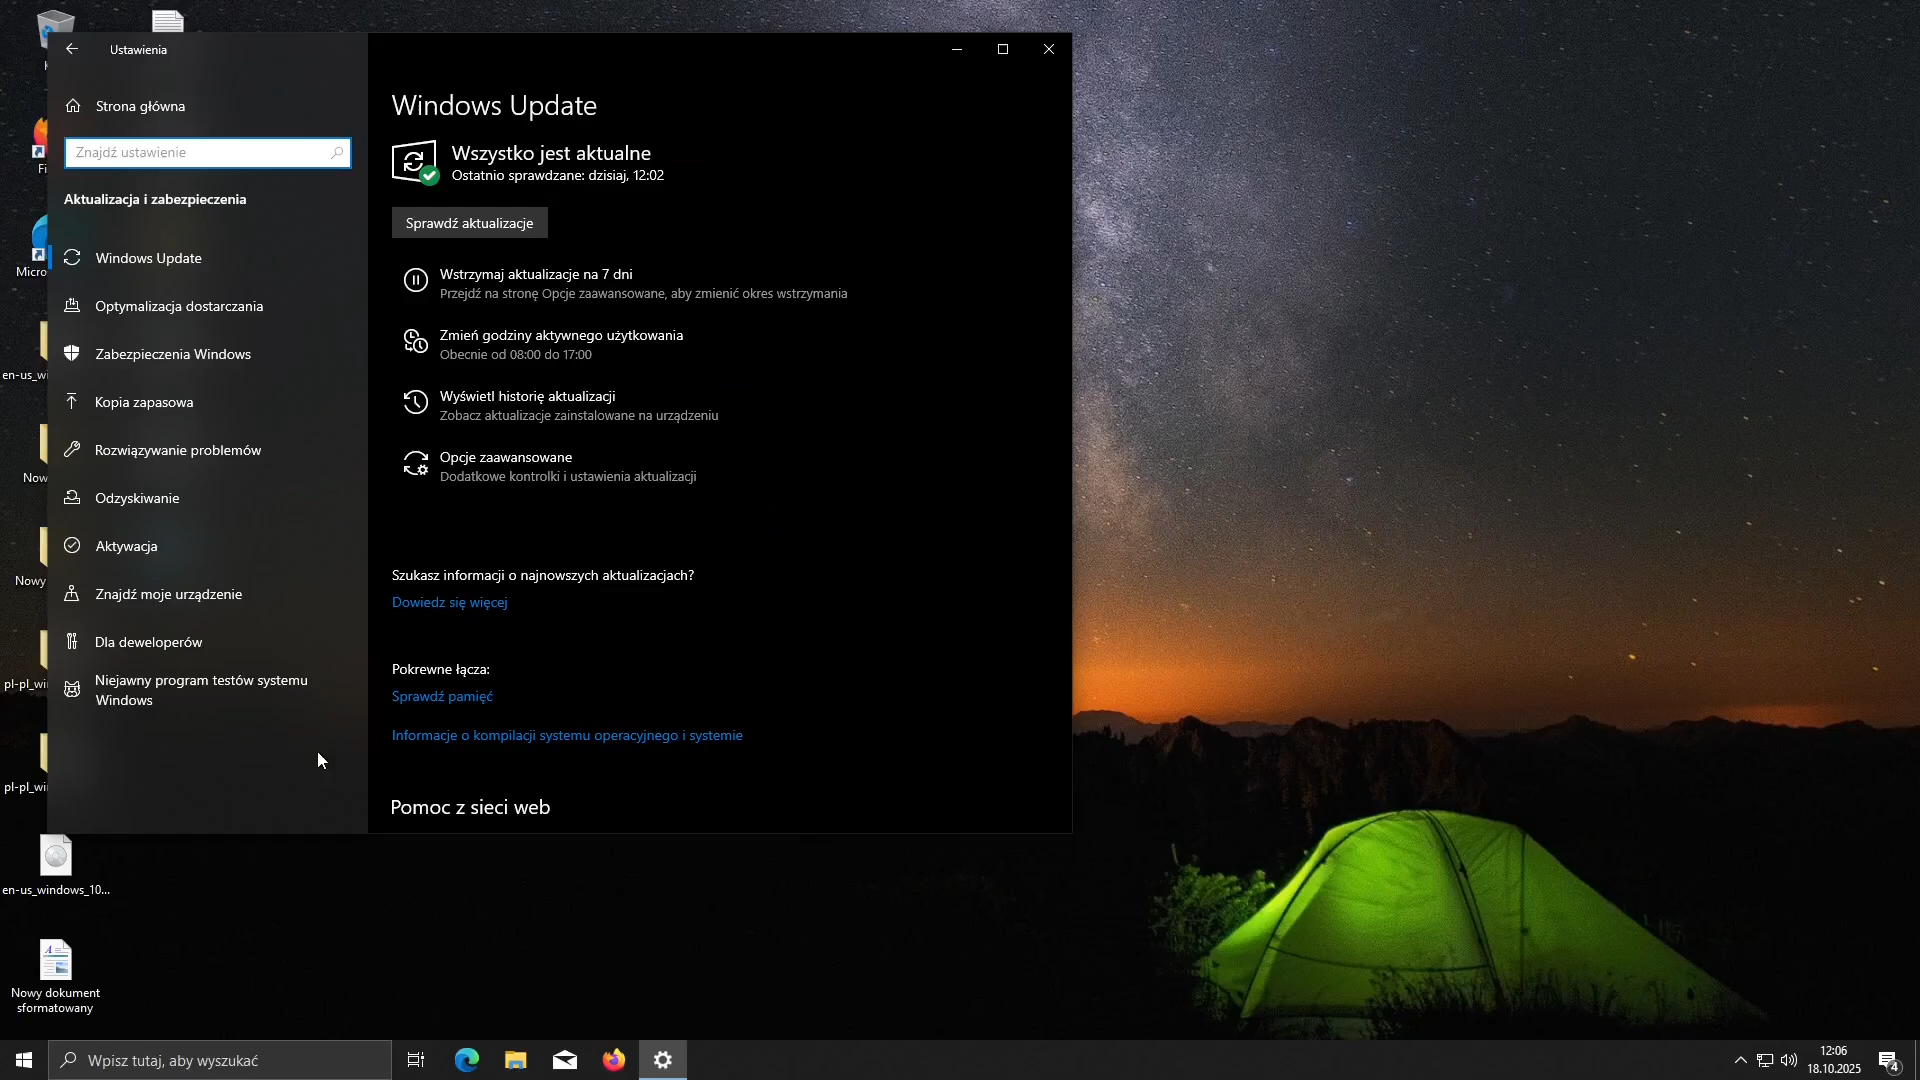 Ustawienia
Strona główna
Znajdź ustawienie
Aktualizacja i zabezpieczenia
Windows Update
Optymalizacja dostarczania
Zabezpieczenia Windows
Kopia zapasowa
Rozwiązywanie problemów
Odzyskiwanie
Aktywacja
Znajdź moje urządzenie
Dla deweloperów
Niejawny program testów systemu
Windows
Windows Update
Wszystko jest aktualne
Ostatnio sprawdzane: dzisiaj, 12:02
Sprawdź aktualizacje
Wstrzymaj aktualizacje na 7 dni
Przejdź na stronę Opcje zaawansowane, aby zmienić okres wstrzymania
Zmień godziny aktywnego użytkowania
Obecnie od 08:00 do 17:00
Wyświetl historię aktualizacji
Zobacz aktualizacje zainstalowane na urządzeniu
Opcje zaawansowane
Dodatkowe kontrolki i ustawienia aktualizacji
Szukasz informacji o najnowszych aktualizacjach?
Dowiedz się więcej
Pokrewne łącza:
Sprawdź pamięć
Informacje o kompilacji systemu operacyjnego i systemie
Pomoc z sieci web
K
Fi
Micro
en-us_wi
Now
Nowy
pl-pl_wi
pl-pl_wi
en-us_windows_10...
Nowy dokument
sformatowany
Wpisz tutaj, aby wyszukać
12:06
18.10.2025
4